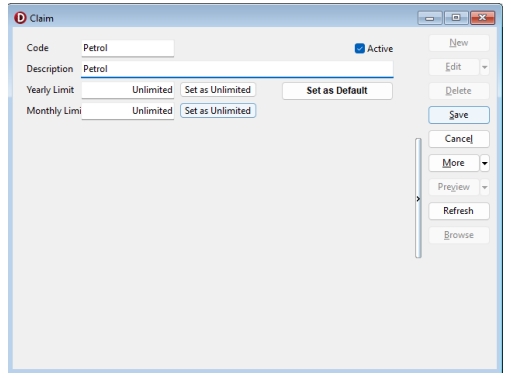 Claim
Code Petrol Active
Description Petrol
Yearly Limit Unlimited Set as Unlimited Set as Default
Monthly Limi Unlimited Set as Unlimited
New
Edit
Delete
Save
Cancel
More
Preview
Refresh
Browse